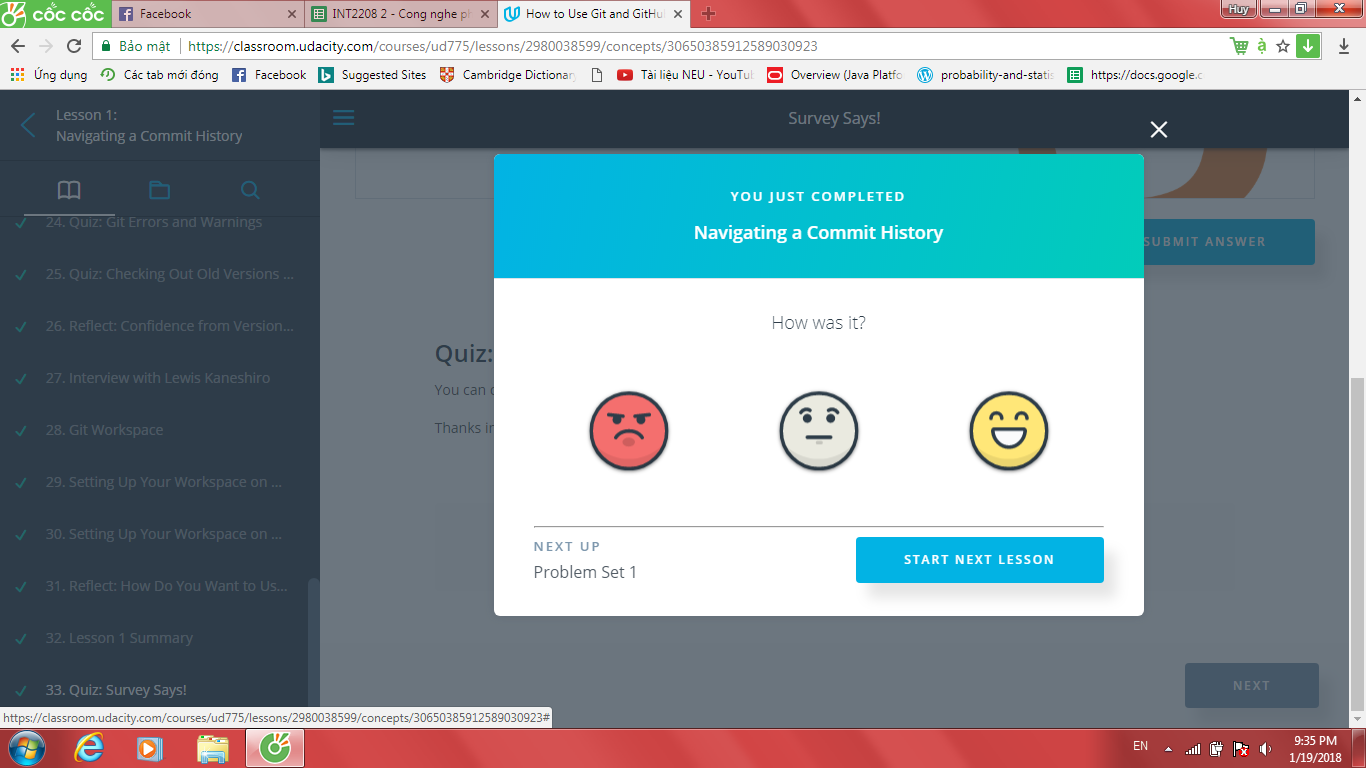 cốc cốc
Facebook
INT2208 2 - Cong nghe ph
How to Use Git and GitHu
Huy
Bảo mật
https://classroom.udacity.com/courses/ud775/lessons/2980038599/concepts/30650385912589030923
Ứng dụng
Các tab mới đóng
Facebook
Suggested Sites
Cambridge Dictionary
Tài liệu NEU - YouTu
Overview (Java Platfo
probability-and-statis
https://docs.google.c
Lesson 1:
Navigating a Commit History
Survey Says!
24. Quiz: Git Errors and Warnings
25. Quiz: Checking Out Old Versions ...
26. Reflect: Confidence from Version...
27. Interview with Lewis Kaneshiro
28. Git Workspace
29. Setting Up Your Workspace on ...
30. Setting Up Your Workspace on ...
31. Reflect: How Do You Want to Us...
32. Lesson 1 Summary
33. Quiz: Survey Says!
SUBMIT ANSWER
Quiz:
You can
Thanks
YOU JUST COMPLETED
Navigating a Commit History
How was it?
NEXT UP
Problem Set 1
START NEXT LESSON
NEXT
https://classroom.udacity.com/courses/ud775/lessons/2980038599/concepts/30650385912589030923#
EN
9:35 PM
1/19/2018